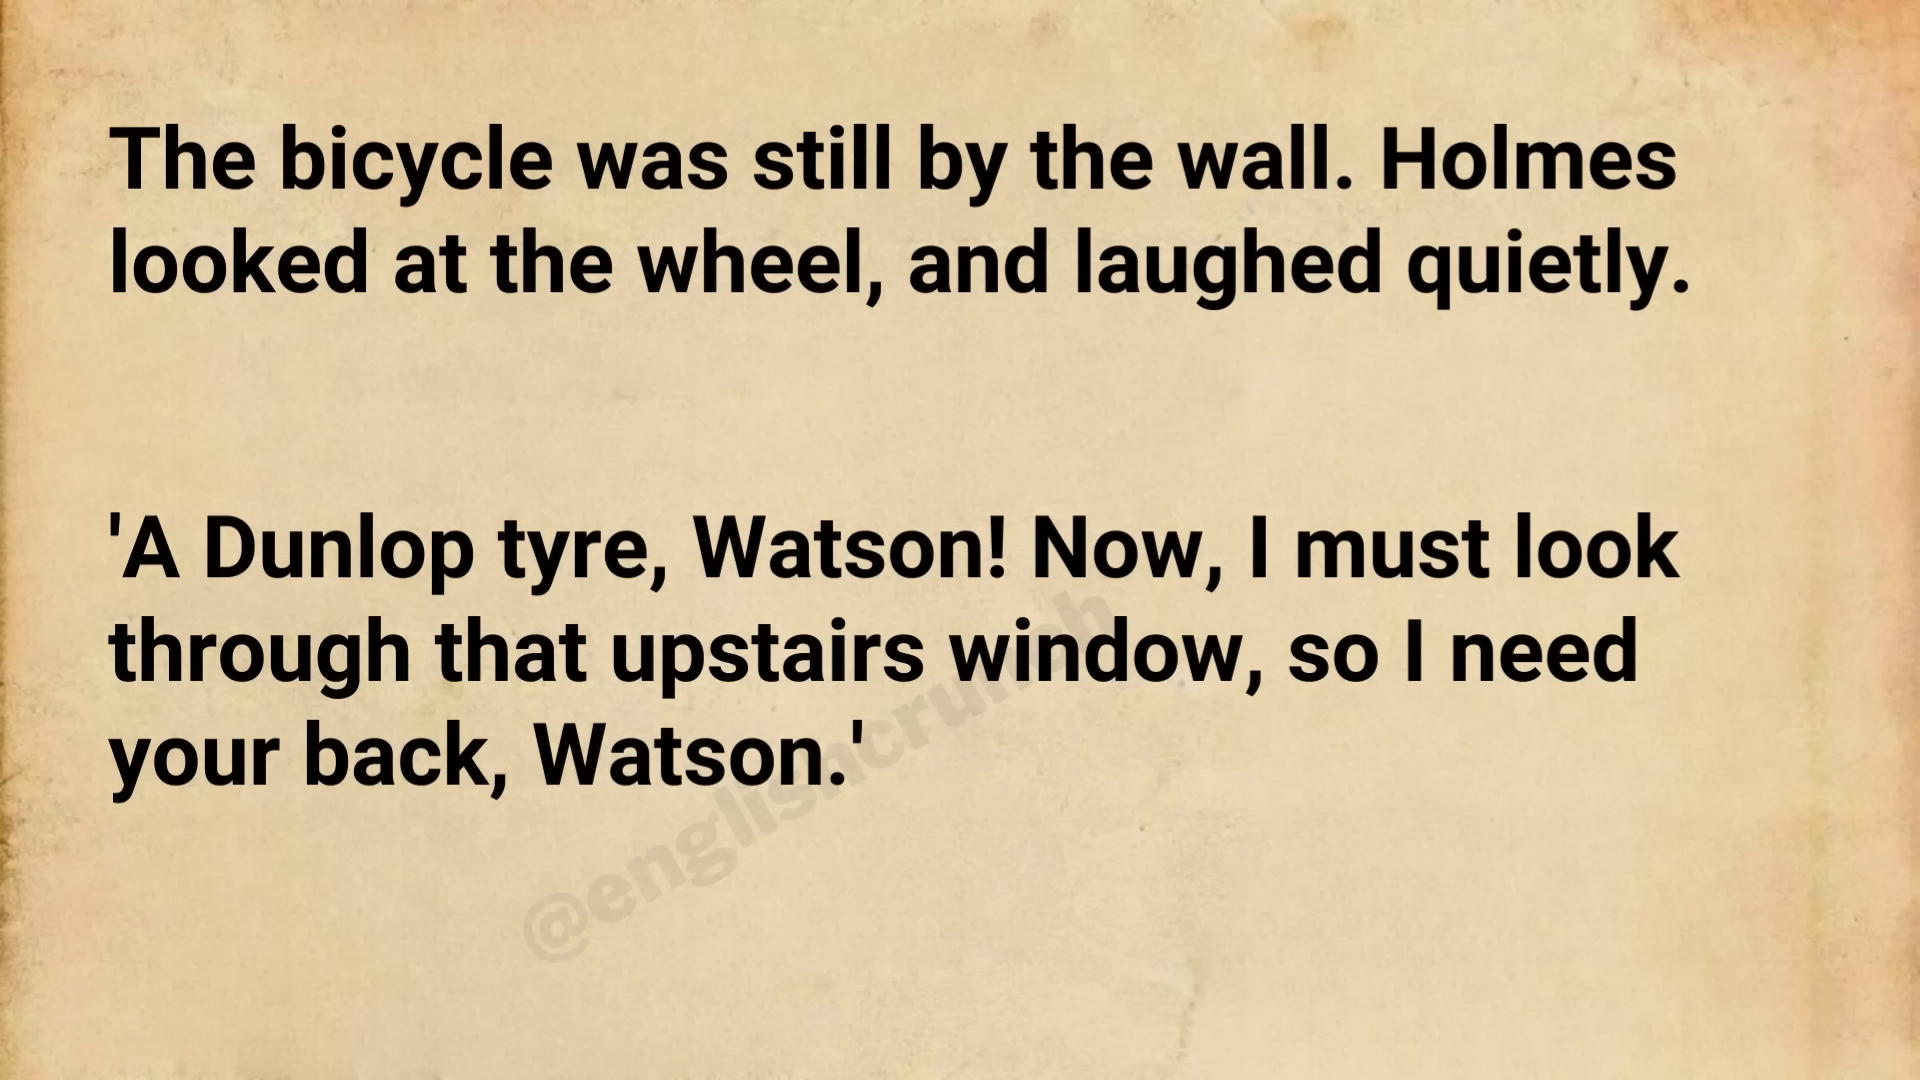 The bicycle was still by the wall. Holmes
looked at the wheel, and laughed quietly.
'A Dunlop tyre, Watson! Now, I must look
through that upstairs window, so I need
your back, Watson.'
@englishcrunch